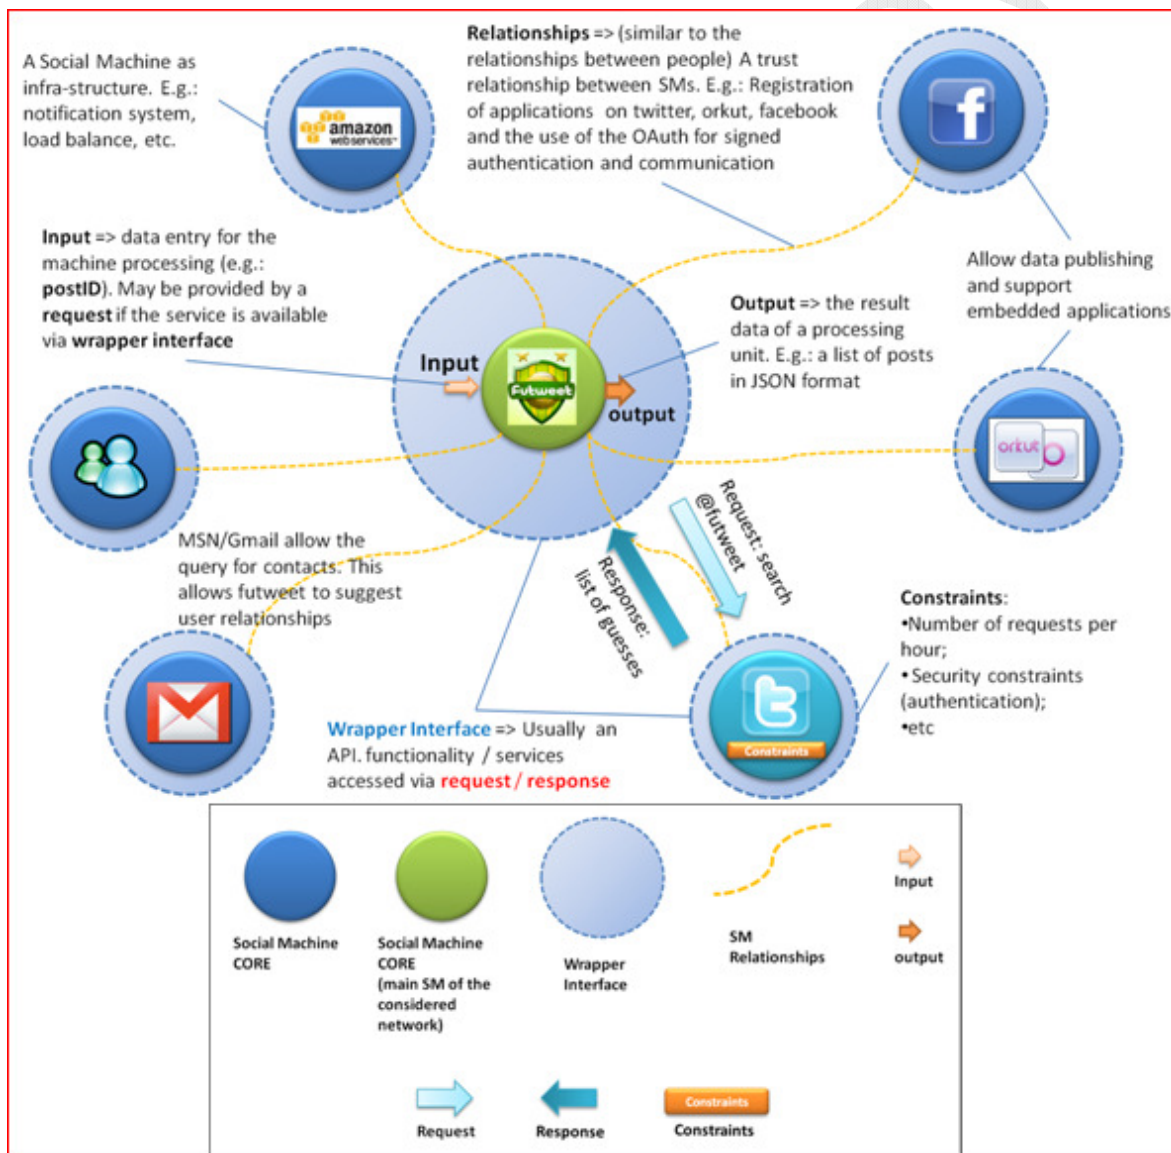 A Social Machine as
infra-structure. E.g.:
notification system,
load balance, etc.
amazon
webservices™
Relationships => (similar to the
relationships between people) A trust
relationship between SMs. E.g.: Registration
of applications on twitter, orkut, facebook
and the use of the OAuth for signed
authentication and communication
f
Input => data entry for the
machine processing (e.g.:
postID). May be provided by a
request if the service is available
via wrapper interface
Allow data publishing
and support
embedded applications
Output => the result
data of a processing
unit. E.g.: a list of posts
in JSON format
Input
Futweet
output
orkut
MSN/Gmail allow the
query for contacts. This
allows futweet to suggest
user relationships
Request: search
@futweet
Response:
list of guesses
Constraints:
•Number of requests per
hour;
•Security constraints
(authentication);
•etc
t
Constraints
Wrapper Interface => Usually an
API. functionality / services
accessed via request / response
Social Machine
CORE
Social Machine
CORE
(main SM of the
considered
network)
Wrapper
Interface
SM
Relationships
Input
output
Request
Response
Constraints
Constraints